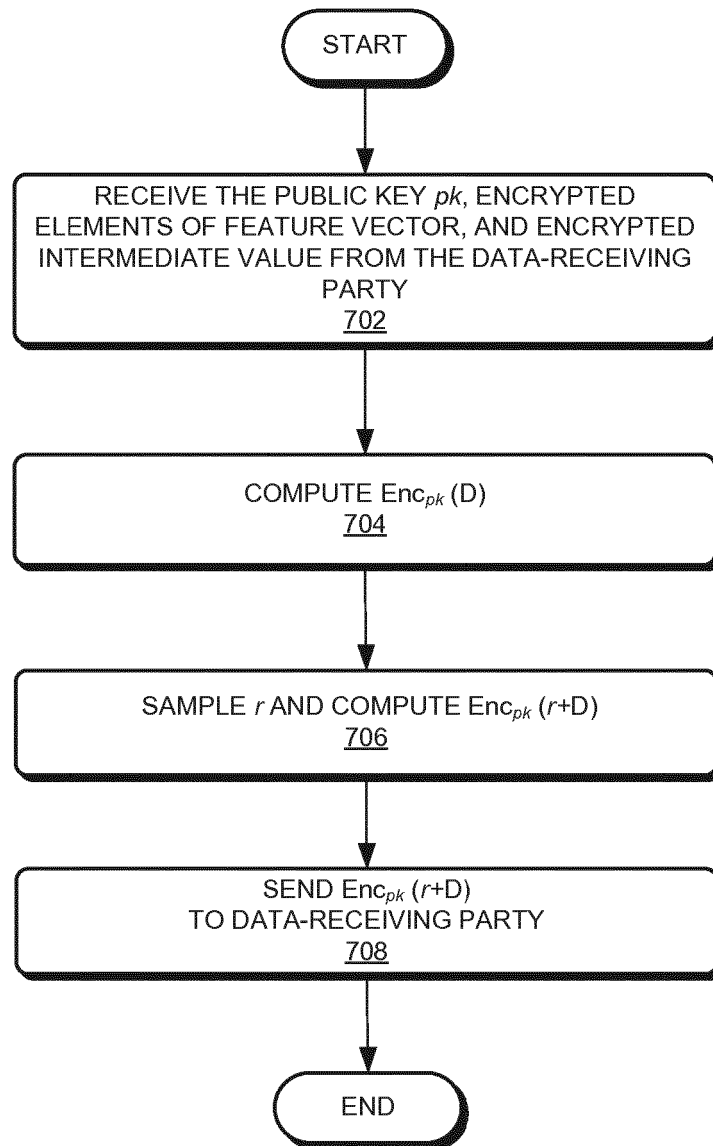 START
RECEIVE THE PUBLIC KEY pk, ENCRYPTED
ELEMENTS OF FEATURE VECTOR, AND ENCRYPTED
INTERMEDIATE VALUE FROM THE DATA-RECEIVING
PARTY
702
COMPUTE Encpk (D)
704
SAMPLE r AND COMPUTE Encpk (r+D)
706
SEND Encpk (r+D)
TO DATA-RECEIVING PARTY
708
END